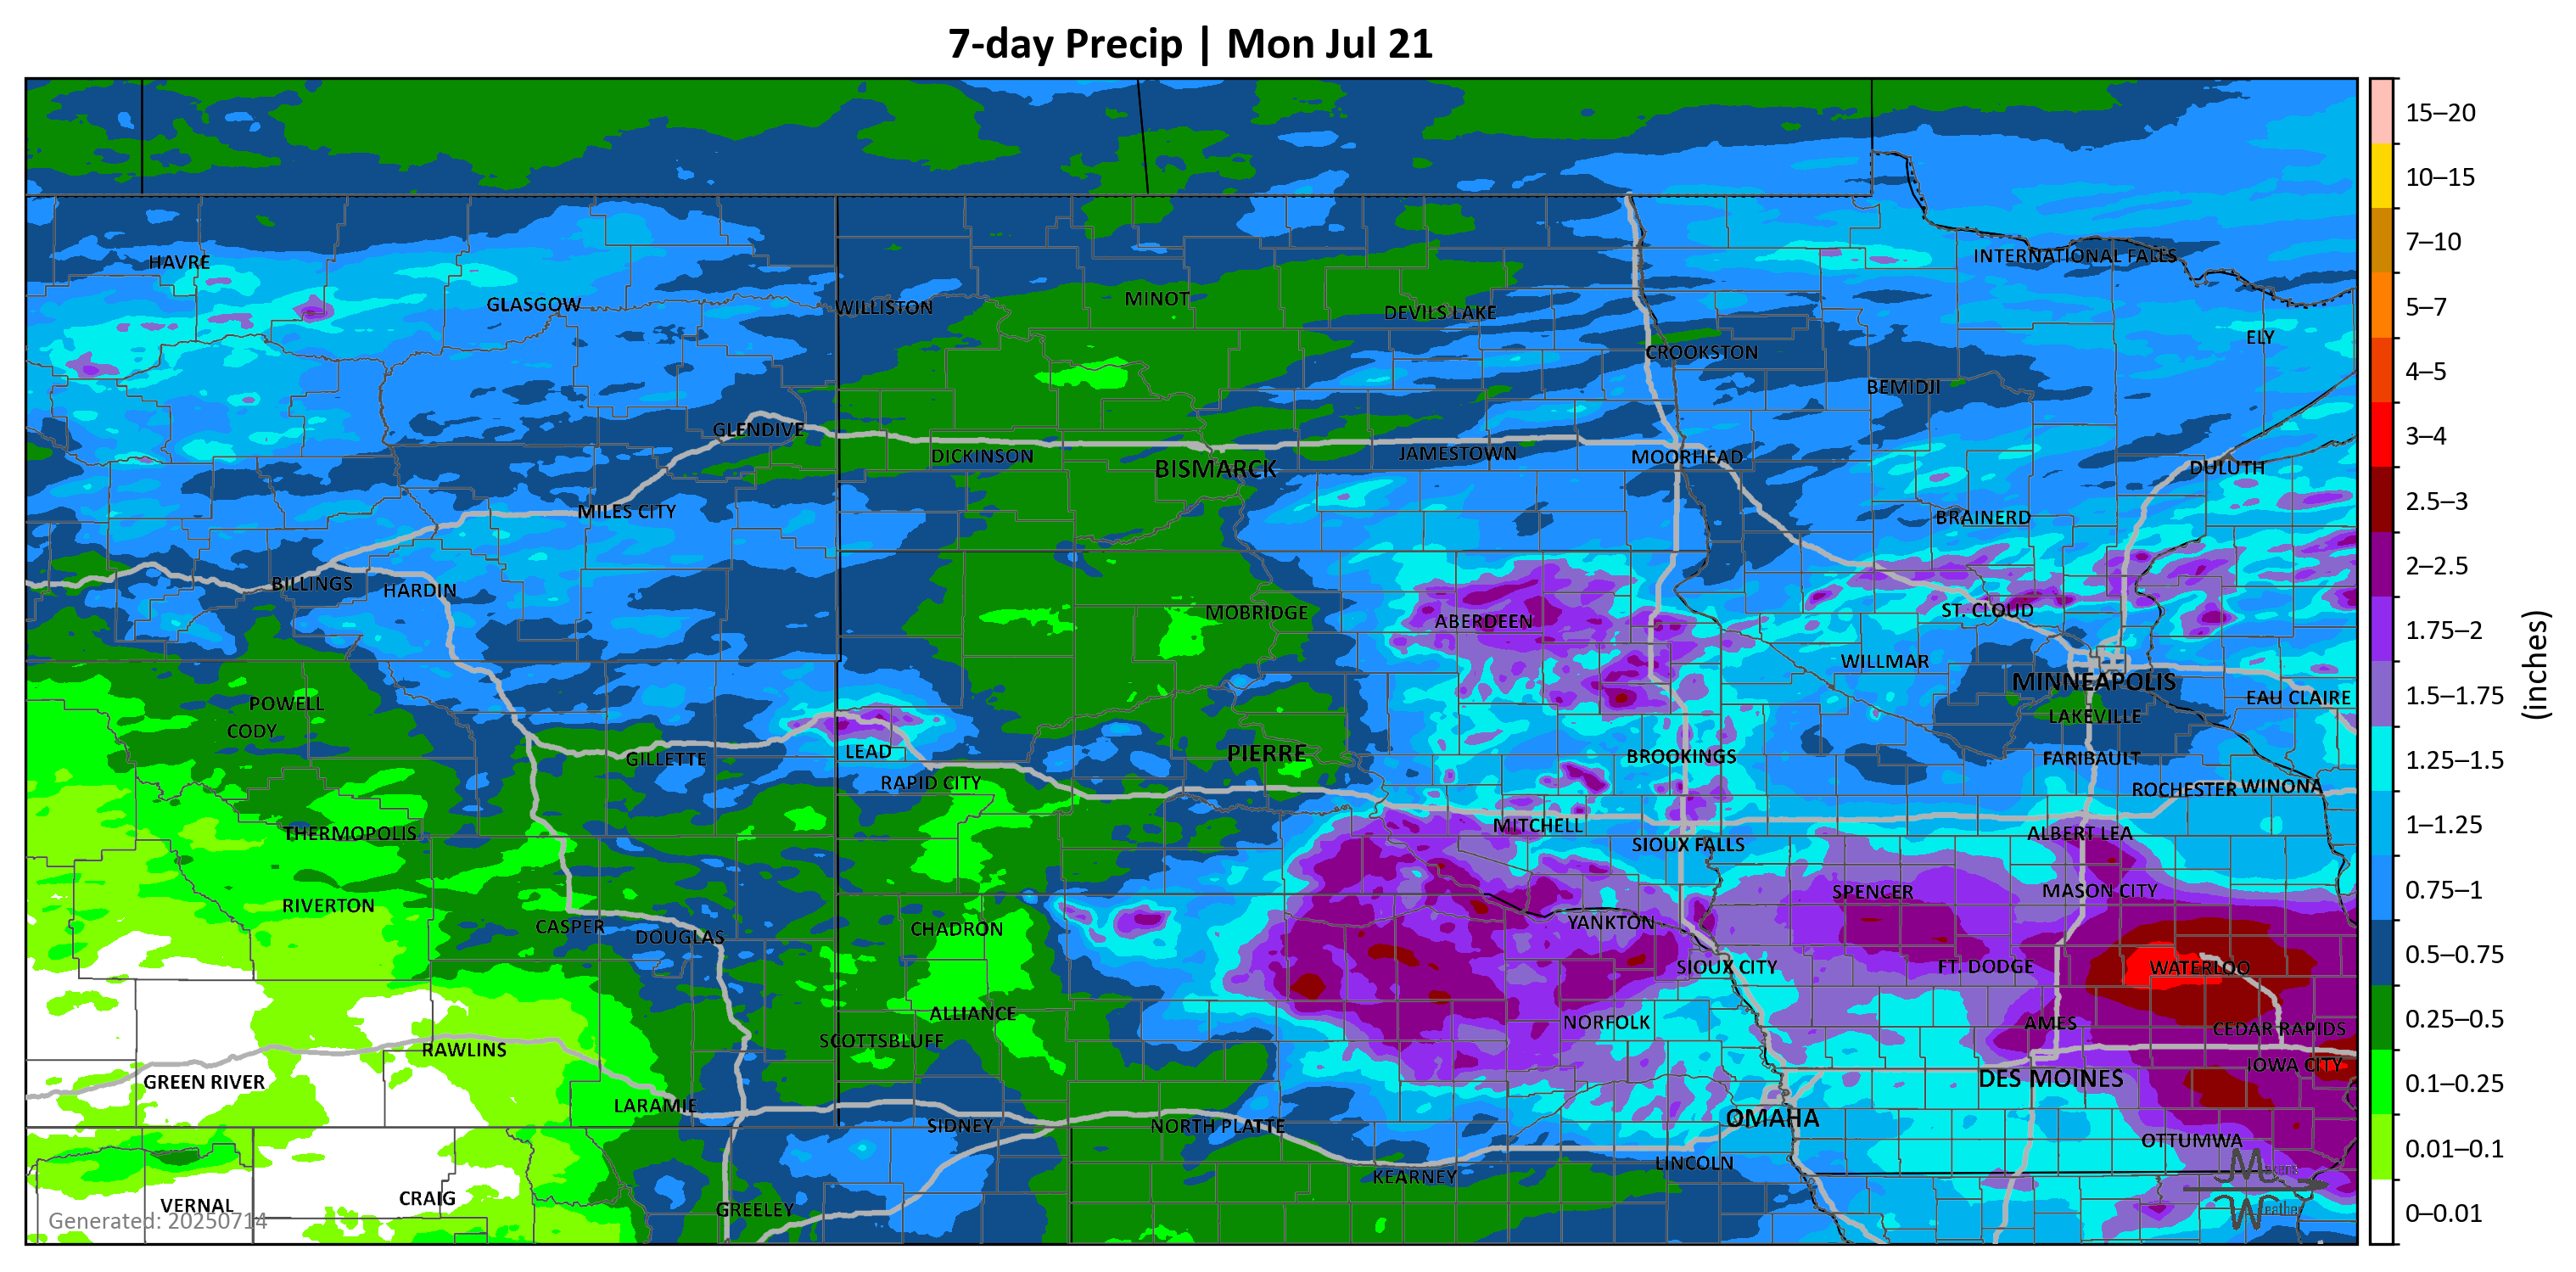 7-day Precip | Mon Jul 21
INTERNATIONAL FALLS
HAVRE
GLASGOW
WILLISTON
MINOT
DEVILS LAKE
ELY
CROOKSTON
BEMIDJI
GLENDIVE
DICKINSON
BISMARCK
JAMESTOWN
MOORHEAD
DULUTH
MILES CITY
BRAINERD
BILLINGS
HARDIN
MOBRIDGE
ABERDEEN
ST. CLOUD
WILLMAR
MINNEAPOLIS
EAU CLAIRE
POWELL
CODY
LAKEVILLE
GILLETTE
LEAD
PIERRE
BROOKINGS
FARIBAULT
RAPID CITY
ROCHESTER
WINONA
THERMOPOLIS
MITCHELL
SIOUX FALLS
ALBERT LEA
RIVERTON
SPENCER
MASON CITY
CASPER
DOUGLAS
CHADRON
YANKTON
SIOUX CITY
FT. DODGE
WATERLOO
ALLIANCE
NORFOLK
AMES
CEDAR RAPIDS
SCOTTSBLUFF
RAWLINS
IOWA CITY
GREEN RIVER
DES MOINES
LARAMIE
SIDNEY
NORTH PLATTE
OMAHA
OTTUMWA
LINCOLN
KEARNEY
VERNAL
CRAIG
GREELEY
Generated: 20250714
Makens
Weather
15–20
10–15
7–10
5–7
4–5
3–4
2.5–3
2–2.5
1.75–2
1.5–1.75
1.25–1.5
1–1.25
0.75–1
0.5–0.75
0.25–0.5
0.1–0.25
0.01–0.1
0–0.01
(inches)